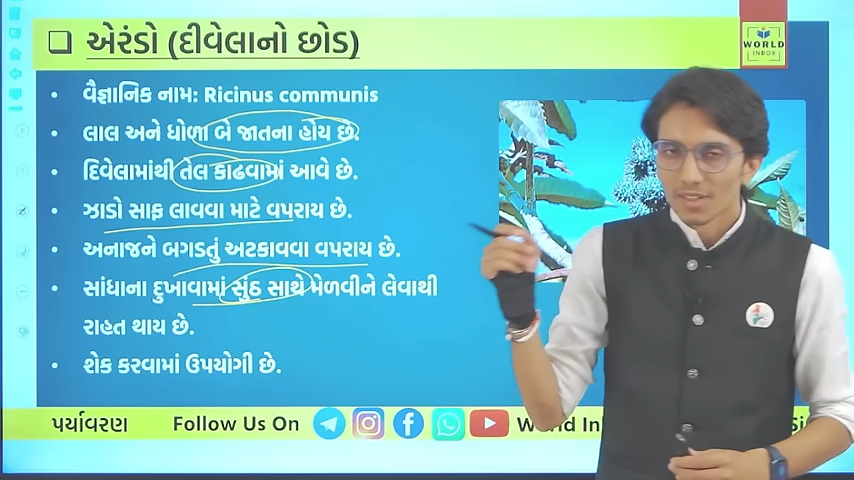 ❑ એરંડો (દીવેલાનો છોડ)
WORLD
INBOX
• વૈજ્ઞાનિક નામ: Ricinus communis
• લાલ અને ધોળા બે જાતના હોય છે.
• દિવેલામાંથી તેલ કાઢવામાં આવે છે.
• ઝાડો સાફ લાવવા માટે વપરાય છે.
• અનાજને બગડતું અટકાવવા વપરાય છે.
• સાંધાના દુખાવામાં સુંઠ સાથે મેળવીને લેવાથી
રાહત થાય છે.
• શેક કરવામાં ઉપયોગી છે.
પર્યાવરણ Follow Us On World